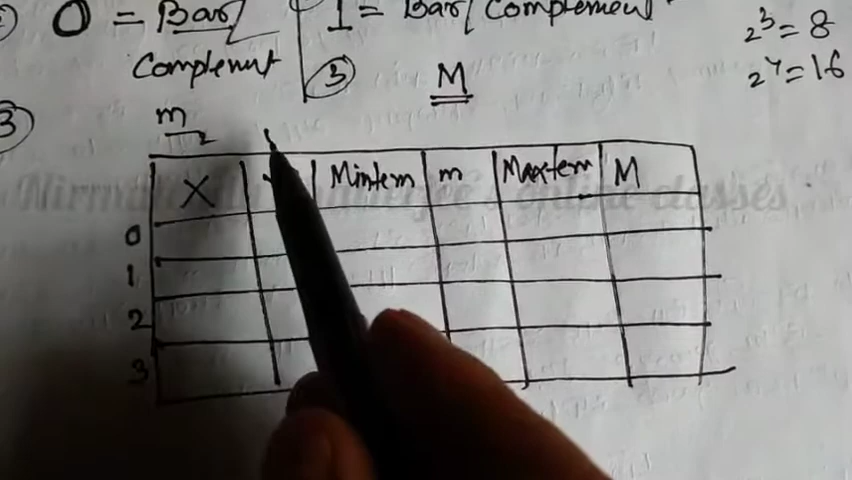 0 = Bar/ 1 = Bar/Complement
Complement
2³ = 8
2⁴ = 16
3 M
3 m
X Minterm m Maxterm M
0
1
2
3